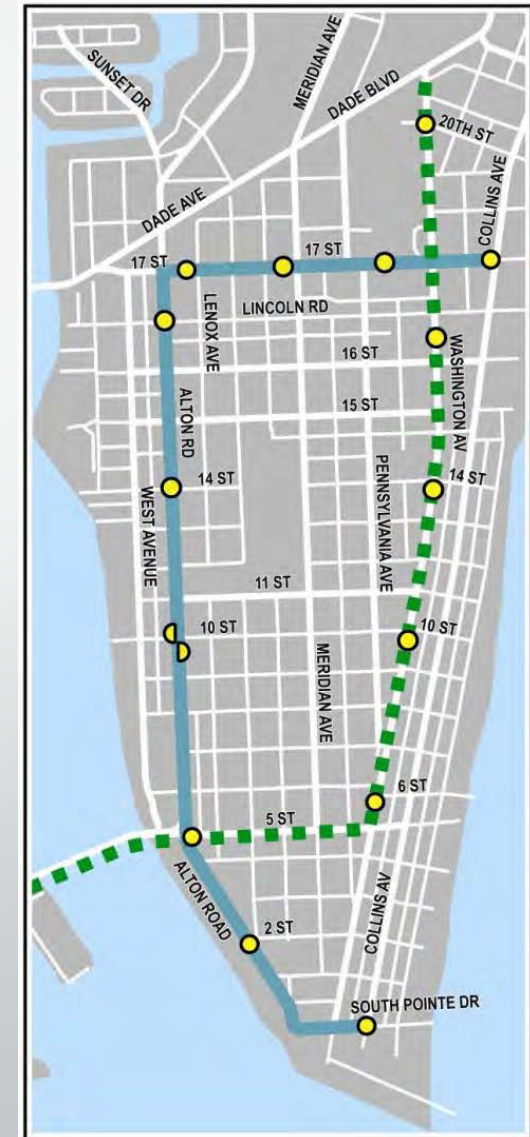 SUNSET DR
MERIDIAN AVE
DADE BLVD
20TH ST
DADE AVE
COLLINS AVE
17 ST
17 ST
LENOX AVE
LINCOLN RD
WASHINGTON AV
16 ST
ALTON RD
15 ST
14 ST
14 ST
WEST AVENUE
PENNSYLVANIA AVE
11 ST
10 ST
10 ST
MERIDIAN AVE
6 ST
5 ST
ALTON ROAD
COLLINS AV
2 ST
SOUTH POINTE DR